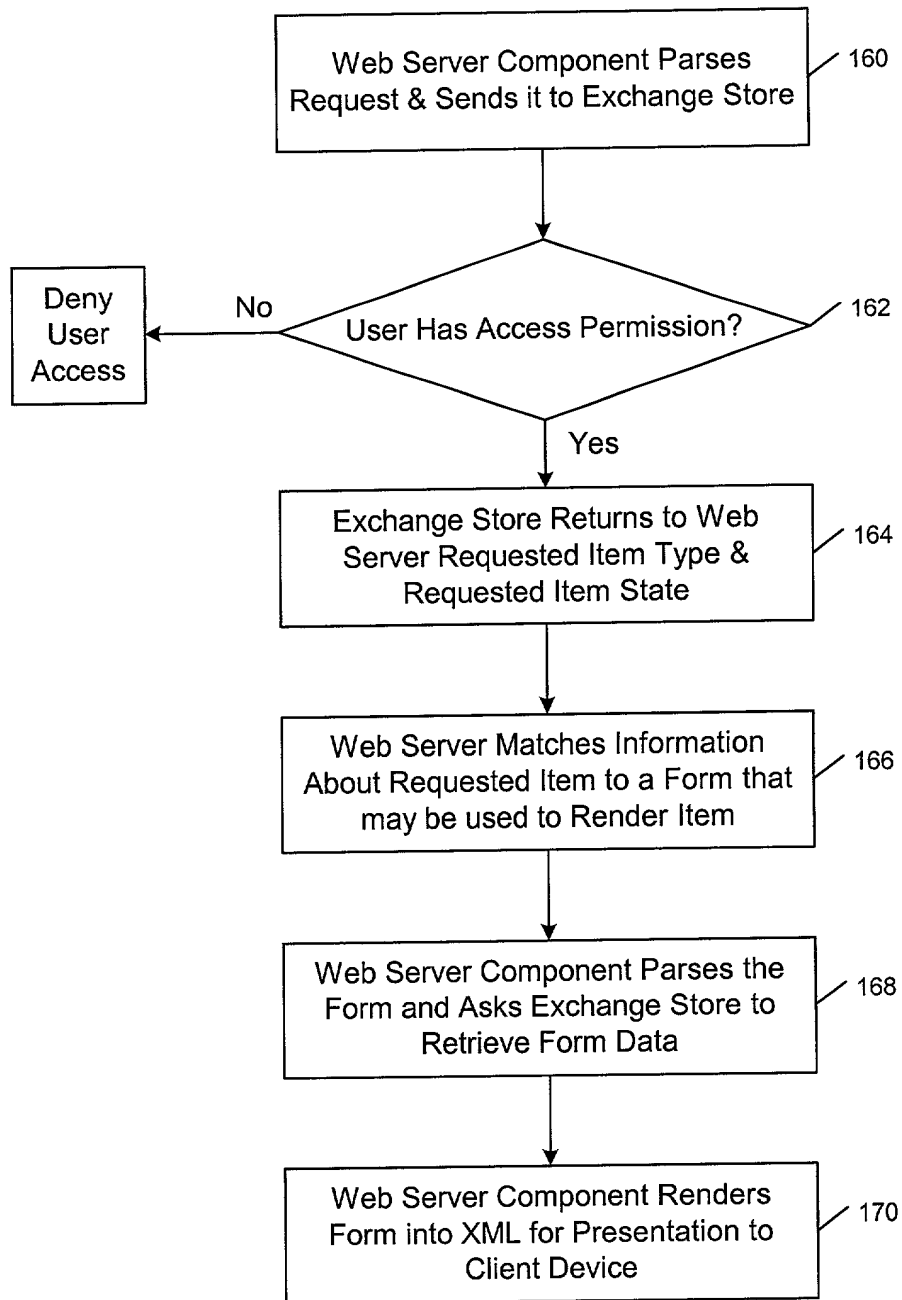 Web Server Component Parses
Request & Sends it to Exchange Store
160
Deny
User
Access
No
User Has Access Permission?
162
Yes
Exchange Store Returns to Web
Server Requested Item Type &
Requested Item State
164
Web Server Matches Information
About Requested Item to a Form that
may be used to Render Item
166
Web Server Component Parses the
Form and Asks Exchange Store to
Retrieve Form Data
168
Web Server Component Renders
Form into XML for Presentation to
Client Device
170